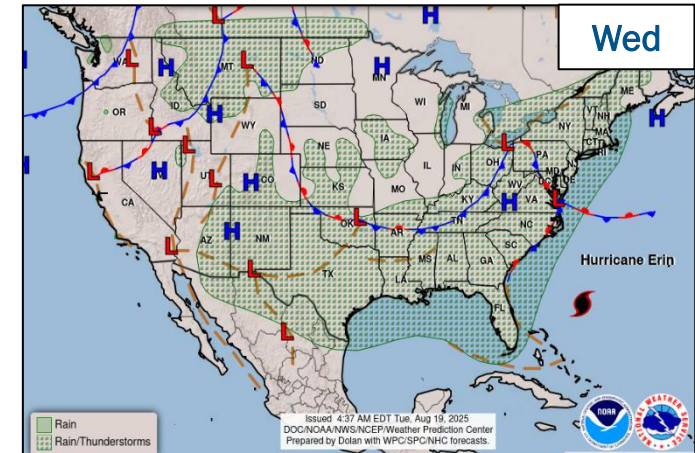 Wed
L
H
L
WA
H
L
MT
ND
H
MN
OR
ID
H
SD
WI
MI
ME
VT
NH
NY
MA
CT
RI
H
L
WY
L
L
NE
IA
IL
IN
OH
PA
L
NJ
MD
DE
L
H
UT
L
H
CO
KS
MO
KY
WV
H
VA
L
CA
H
AZ
NM
OK
L
AR
TN
NC
L
L
TX
LA
MS
AL
GA
SC
FL
L
Hurricane Erin
Rain
Rain/Thunderstorms
Issued 4:37 AM EDT Tue, Aug 19, 2025
DOC/NOAA/NWS/NCEP/Weather Prediction Center
Prepared by Dolan with WPC/SPC/NHC forecasts.
NOAA
NATIONAL WEATHER SERVICE